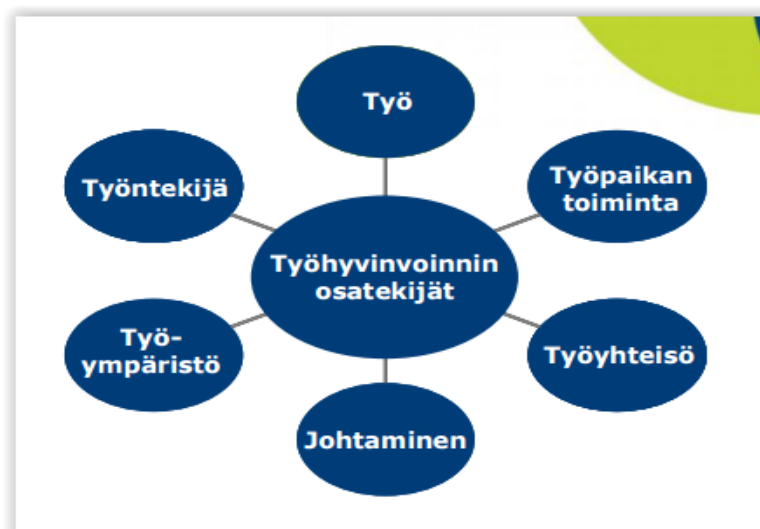 Työ
Työntekijä
Työpaikan
toiminta
Työhyvinvoinnin
osatekijät
Työ-
ympäristö
Työyhteisö
Johtaminen